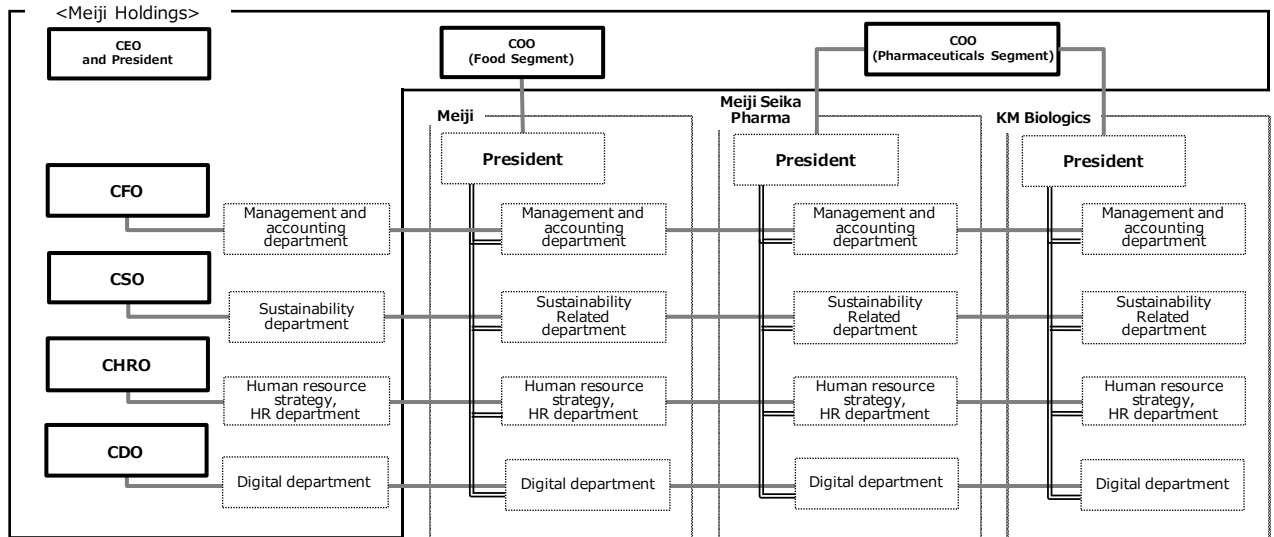 <Meiji Holdings>
CEO
and President
COO
(Food Segment)
COO
(Pharmaceuticals Segment)
Meiji
Meiji Seika
Pharma
KM Biologics
President
President
President
CFO
Management and
accounting
department
Management and
accounting
department
Management and
accounting
department
Management and
accounting
department
CSO
Sustainability
department
Sustainability
Related
department
Sustainability
Related
department
Sustainability
Related
department
CHRO
Human resource
strategy,
HR department
Human resource
strategy,
HR department
Human resource
strategy,
HR department
Human resource
strategy,
HR department
CDO
Digital department
Digital department
Digital department
Digital department